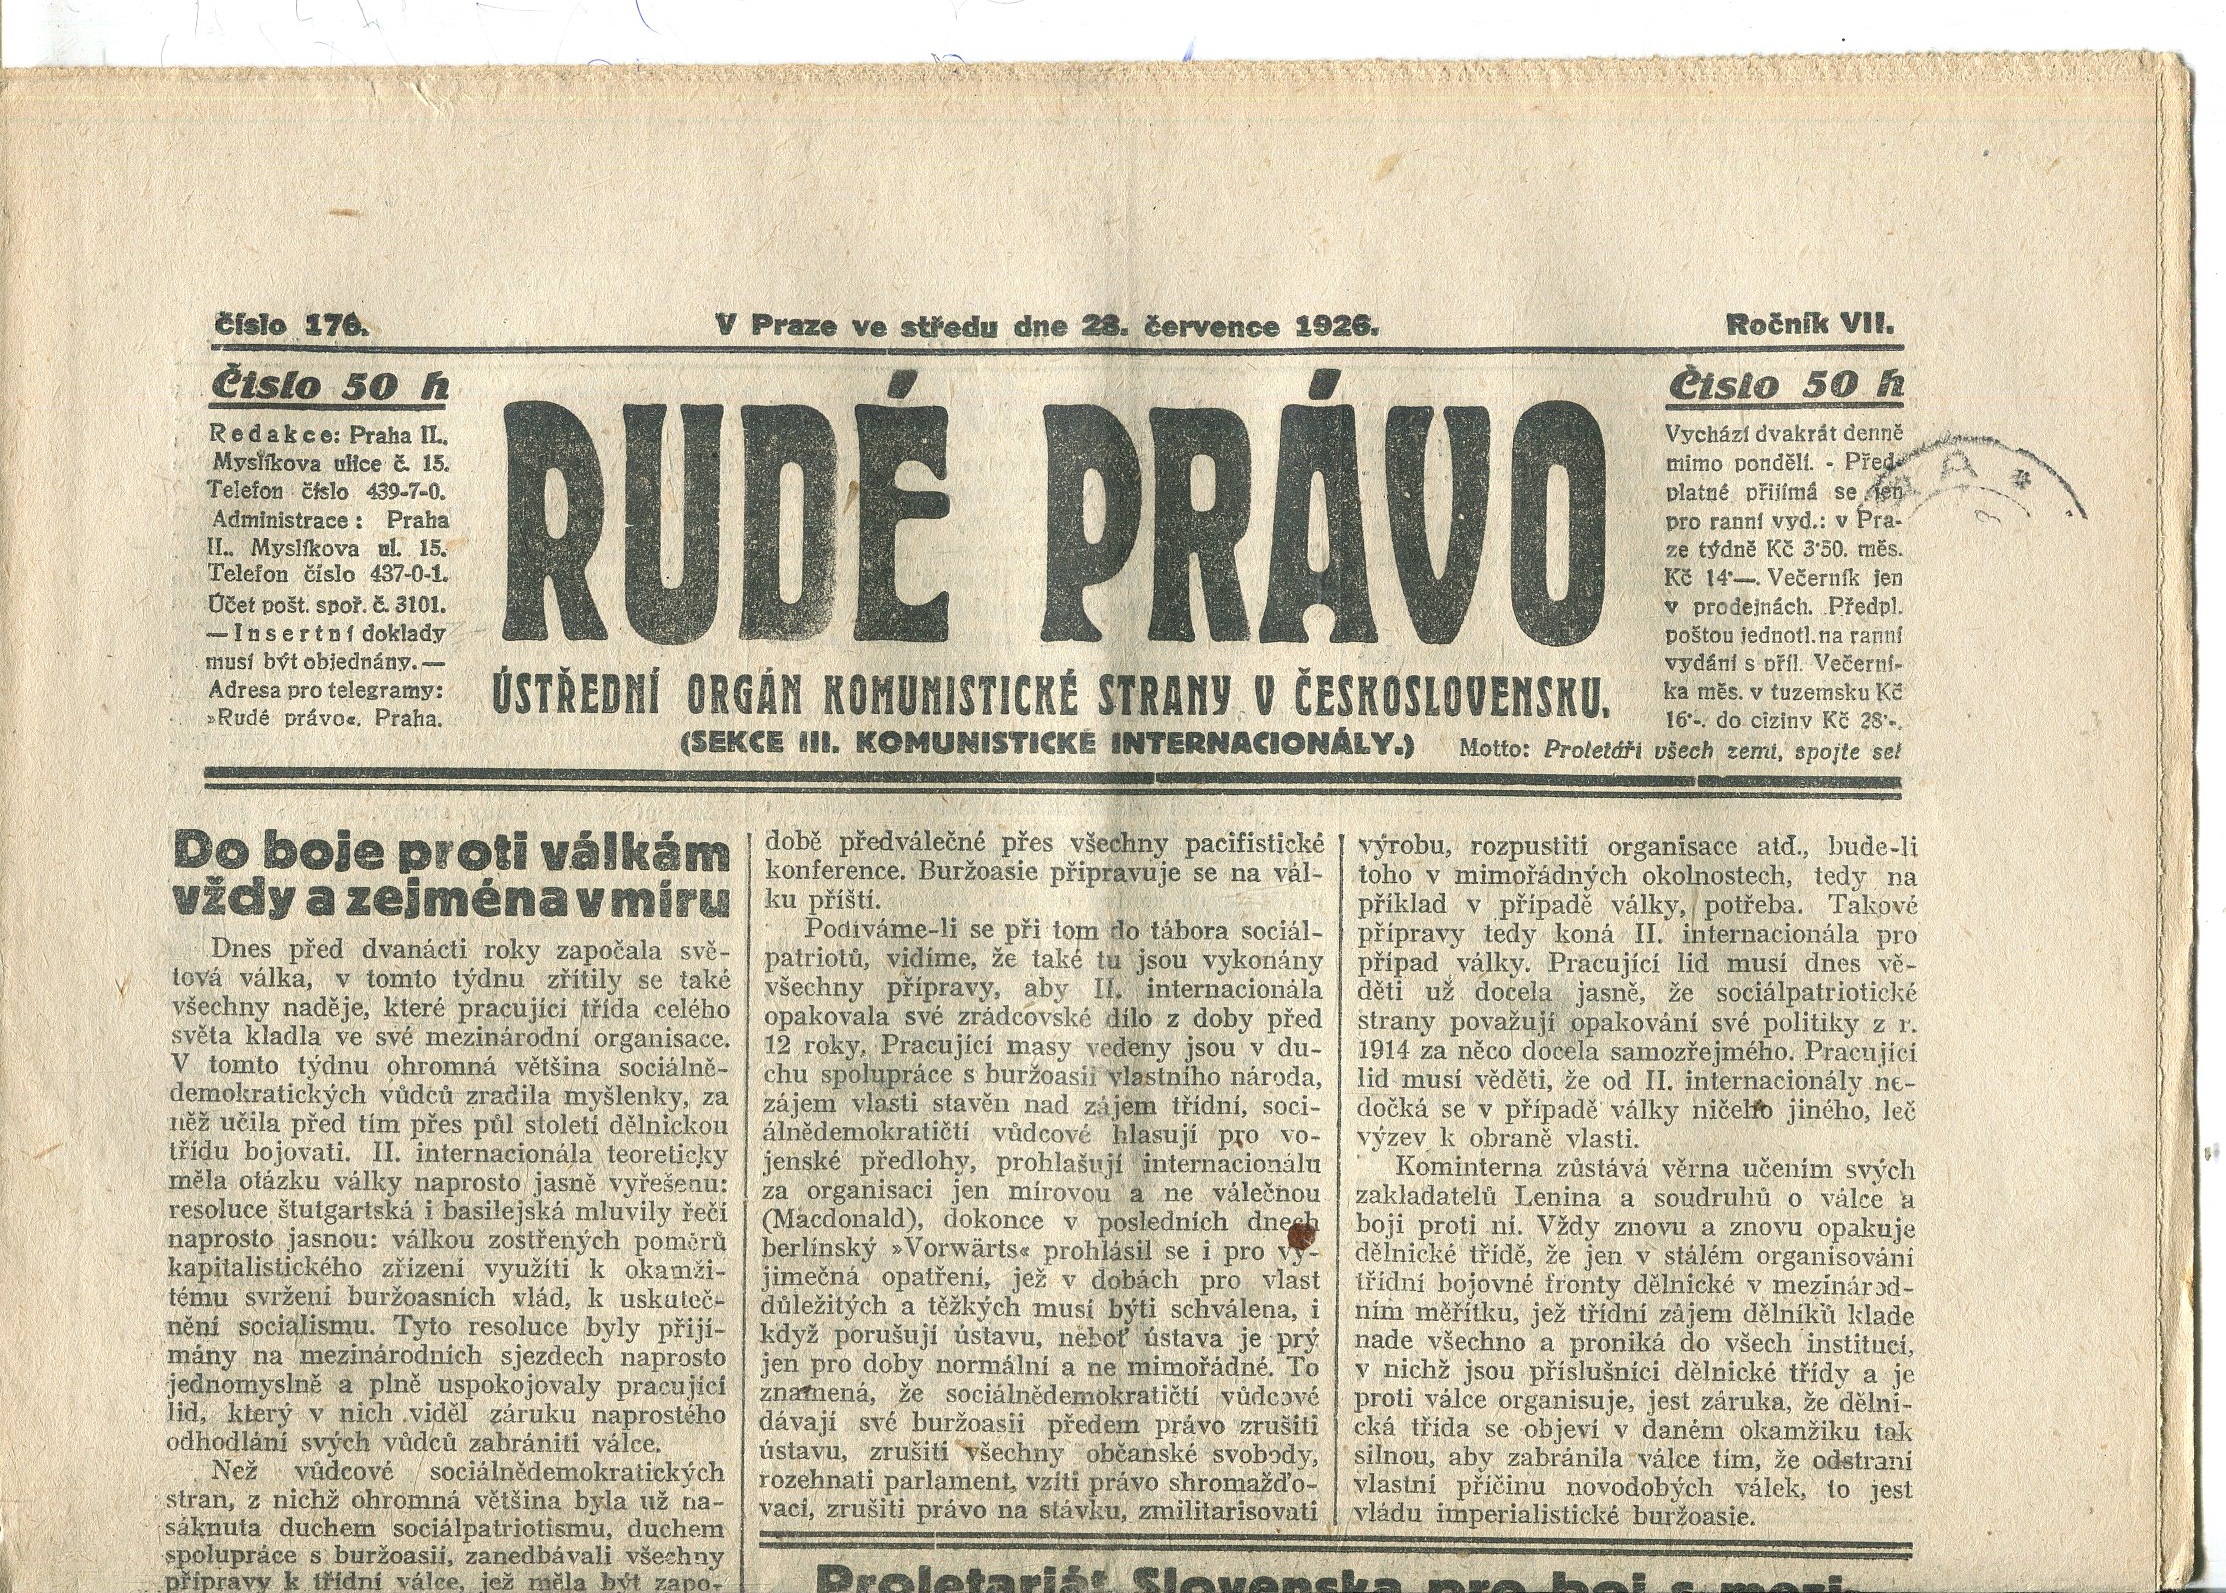 číslo 176.
V Praze ve středu dne 28. července 1926.
Ročník VII.
Číslo 50 h
Redakce: Praha II.,
Myslíkova ulice č. 15.
Telefon číslo 439-7-0.
Administrace: Praha
II., Myslíkova ul. 15.
Telefon číslo 437-0-1.
Účet pošt. spoř. č. 3101.
—Insertní doklady
musí být objednány.—
Adresa pro telegramy:
»Rudé právo«. Praha.
RUDÉ PRÁVO
ÚSTŘEDNÍ ORGÁN KOMUNISTICKÉ STRANY V ČESKOSLOVENSKU.
(SEKCE III. KOMUNISTICKÉ INTERNACIONÁLY.)
Číslo 50 h
Vychází dvakrát denně
mimo pondělí. - Před-
platné přijímá se jen
pro ranní vyd.: v Pra-
ze týdně Kč 3·50. měs.
Kč 14·—. Večerník jen
v prodejnách. Předpl.
poštou jednotl. na ranní
vydání s příl. Večerní-
ka měs. v tuzemsku Kč
16·-. do ciziny Kč 28·-.
Motto: Proletáři všech zemí, spojte se!
Do boje proti válkám
vždy a zejména v míru
Dnes před dvanácti roky započala svě-
tová válka, v tomto týdnu zřítily se také
všechny naděje, které pracující třída celého
světa kladla ve své mezinárodní organisace.
V tomto týdnu ohromná většina sociálně-
demokratických vůdců zradila myšlenky, za
něž učila před tím přes půl století dělnickou
třídu bojovati. II. internacionála teoreticky
měla otázku války naprosto jasně vyřešenu:
resoluce štutgartská i basilejská mluvily řečí
naprosto jasnou: válkou zostřených poměrů
kapitalistického zřízení využíti k okamži-
tému svržení buržoasních vlád, k uskuteč-
nění socialismu. Tyto resoluce byly přijí-
mány na mezinárodních sjezdech naprosto
jednomyslně a plně uspokojovaly pracující
lid, který v nich viděl záruku naprostého
odhodlání svých vůdců zabrániti válce.
Než vůdcové sociálnědemokratických
stran, z nichž ohromná většina byla už na-
sáknuta duchem sociálpatriotismu, duchem
spolupráce s buržoasií, zanedbávali všechny
přípravy k třídní válce, jež měla být zapo-
době předválečné přes všechny pacifistické
konference. Buržoasie připravuje se na vál-
ku příští.
Podíváme-li se při tom do tábora sociál-
patriotů, vidíme, že také tu jsou vykonány
všechny přípravy, aby II. internacionála
opakovala své zrádcovské dílo z doby před
12 roky. Pracující masy vedeny jsou v du-
chu spolupráce s buržoasií vlastního národa,
zájem vlasti stavěn nad zájem třídní, soci-
álnědemokratičtí vůdcové hlasují pro vo-
jenské předlohy, prohlašují internacionálu
za organisaci jen mírovou a ne válečnou
(Macdonald), dokonce v posledních dnech
berlínský »Vorwärts« prohlásil se i pro vý-
jimečná opatření, jež v dobách pro vlast
důležitých a těžkých musí býti schválena, i
když porušují ústavu, neboť ústava je prý
jen pro doby normální a ne mimořádné. To
znamená, že sociálnědemokratičtí vůdcové
dávají své buržoasii předem právo zrušiti
ústavu, zrušiti všechny občanské svobody,
rozehnati parlament, vzíti právo shromažďo-
vací, zrušiti právo na stávku, zmilitarisovati
výrobu, rozpustiti organisace atd., bude-li
toho v mimořádných okolnostech, tedy na
příklad v případě války, potřeba. Takové
přípravy tedy koná II. internacionála pro
případ války. Pracující lid musí dnes vě-
děti už docela jasně, že sociálpatriotické
strany považují opakování své politiky z r.
1914 za něco docela samozřejmého. Pracující
lid musí věděti, že od II. internacionály ne-
dočká se v případě války ničeho jiného, leč
výzev k obraně vlasti.
Kominterna zůstává věrna učením svých
zakladatelů Lenina a soudruhů o válce a
boji proti ní. Vždy znovu a znovu opakuje
dělnické třídě, že jen v stálém organisování
třídní bojovné fronty dělnické v mezinárod-
ním měřítku, jež třídní zájem dělníků klade
nade všechno a proniká do všech institucí,
v nichž jsou příslušníci dělnické třídy a je
proti válce organisuje, jest záruka, že dělni-
cká třída se objeví v daném okamžiku tak
silnou, aby zabránila válce tím, že odstraní
vlastní příčinu novodobých válek, to jest
vládu imperialistické buržoasie.
Proletariát Slovenska pro boj s mezi-